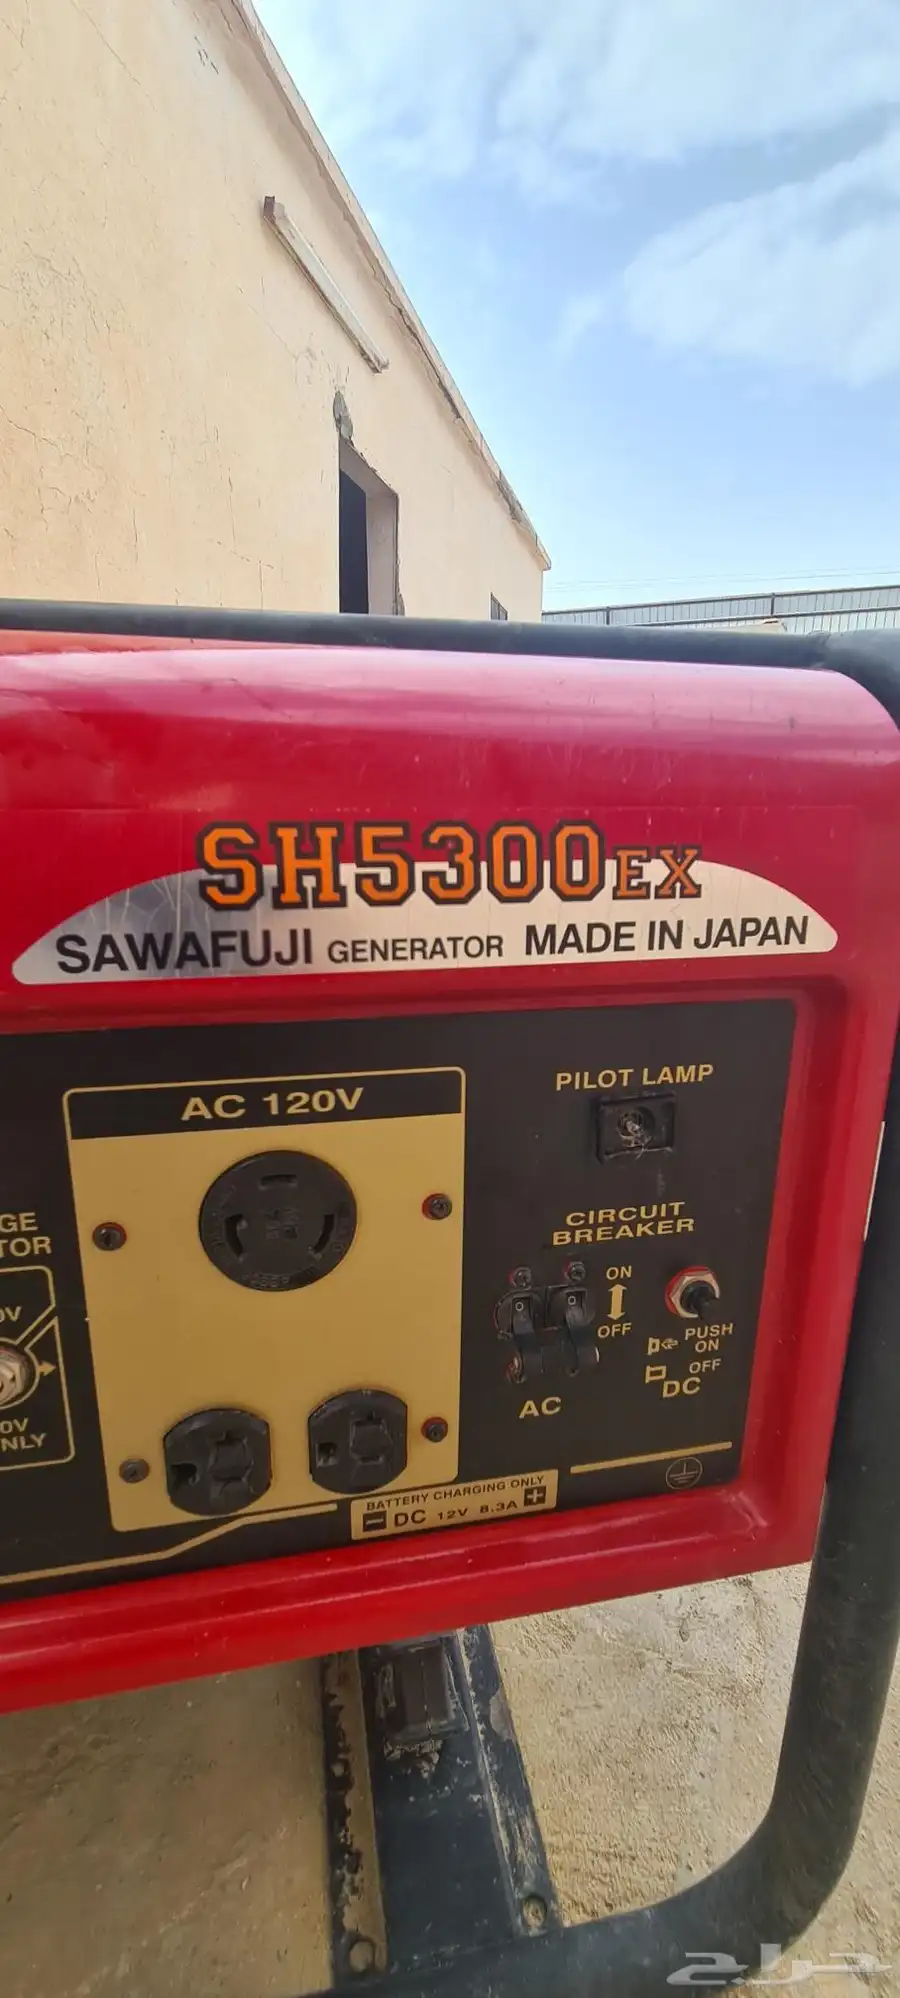 SH5300EX
SAWAFUJI GENERATOR MADE IN JAPAN
AC 120V
PILOT LAMP
CIRCUIT
BREAKER
ON
OFF
PUSH
ON
OFF
DC
AC
BATTERY CHARGING ONLY
- DC 12V 8.3A +
حراج